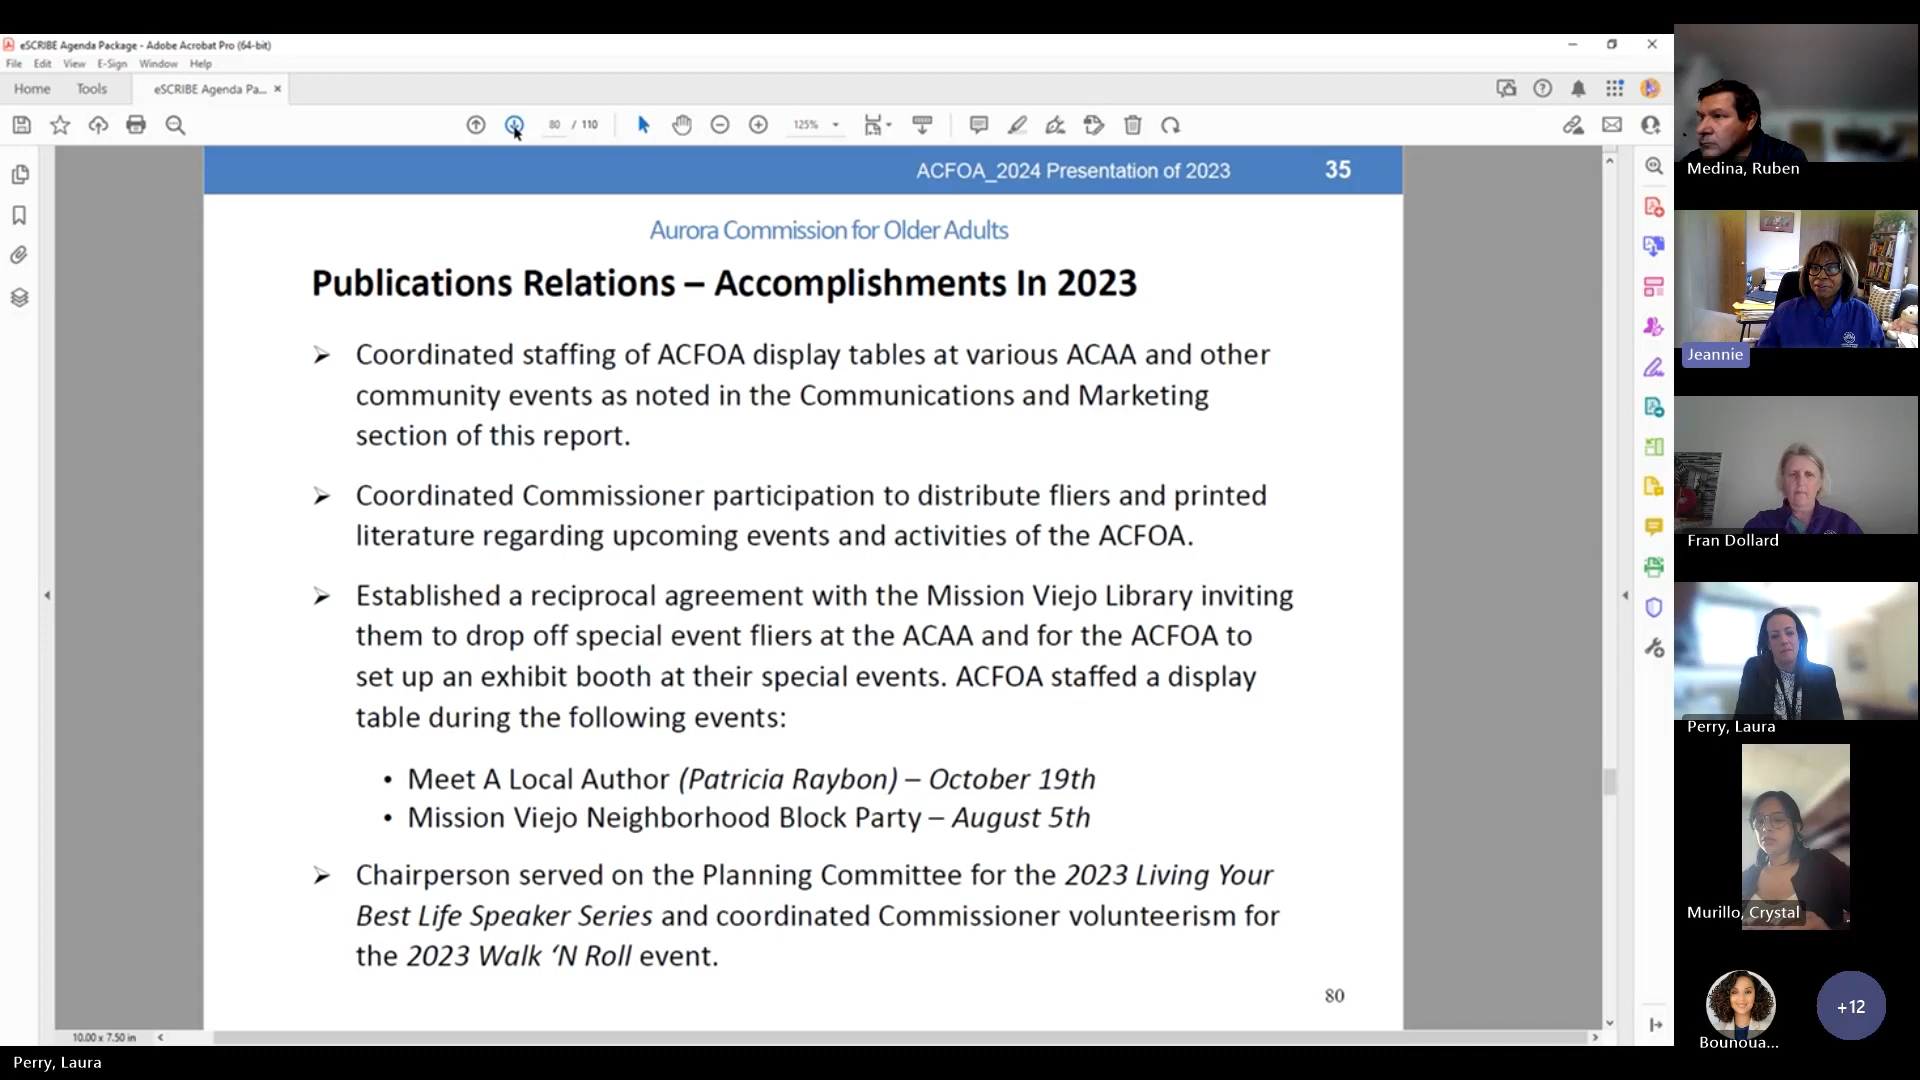 eSCRIBE Agenda Package - Adobe Acrobat Pro (64-bit)
File Edit View E-Sign Window Help
Home Tools eSCRIBE Agenda Pa...
80 / 110 125%
ACFOA_2024 Presentation of 2023 35
Aurora Commission for Older Adults
Publications Relations – Accomplishments In 2023
➢ Coordinated staffing of ACFOA display tables at various ACAA and other
community events as noted in the Communications and Marketing
section of this report.
➢ Coordinated Commissioner participation to distribute fliers and printed
literature regarding upcoming events and activities of the ACFOA.
➢ Established a reciprocal agreement with the Mission Viejo Library inviting
them to drop off special event fliers at the ACAA and for the ACFOA to
set up an exhibit booth at their special events. ACFOA staffed a display
table during the following events:
• Meet A Local Author (Patricia Raybon) – October 19th
• Mission Viejo Neighborhood Block Party – August 5th
➢ Chairperson served on the Planning Committee for the 2023 Living Your
Best Life Speaker Series and coordinated Commissioner volunteerism for
the 2023 Walk ‘N Roll event.
80
10.00 x 7.50 in
Perry, Laura
Medina, Ruben
Jeannie
Fran Dollard
Perry, Laura
Murillo, Crystal
Bounoua...
+12